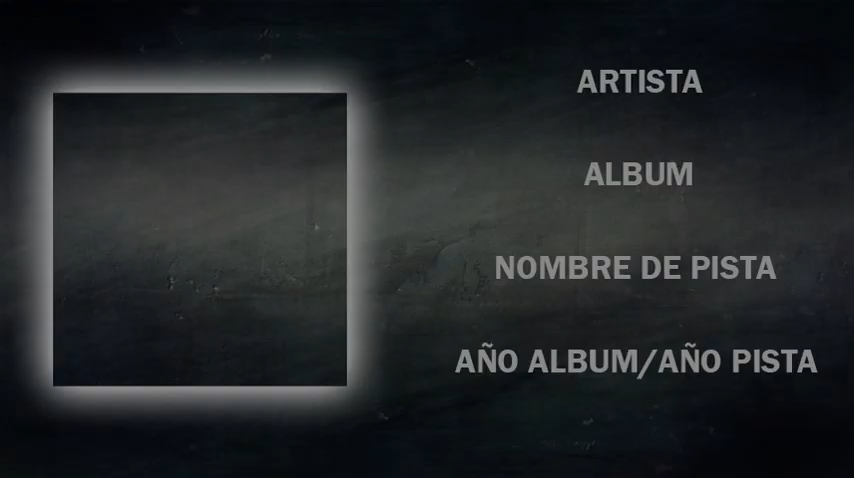 ARTISTA
ALBUM
NOMBRE DE PISTA
AÑO ALBUM/AÑO PISTA